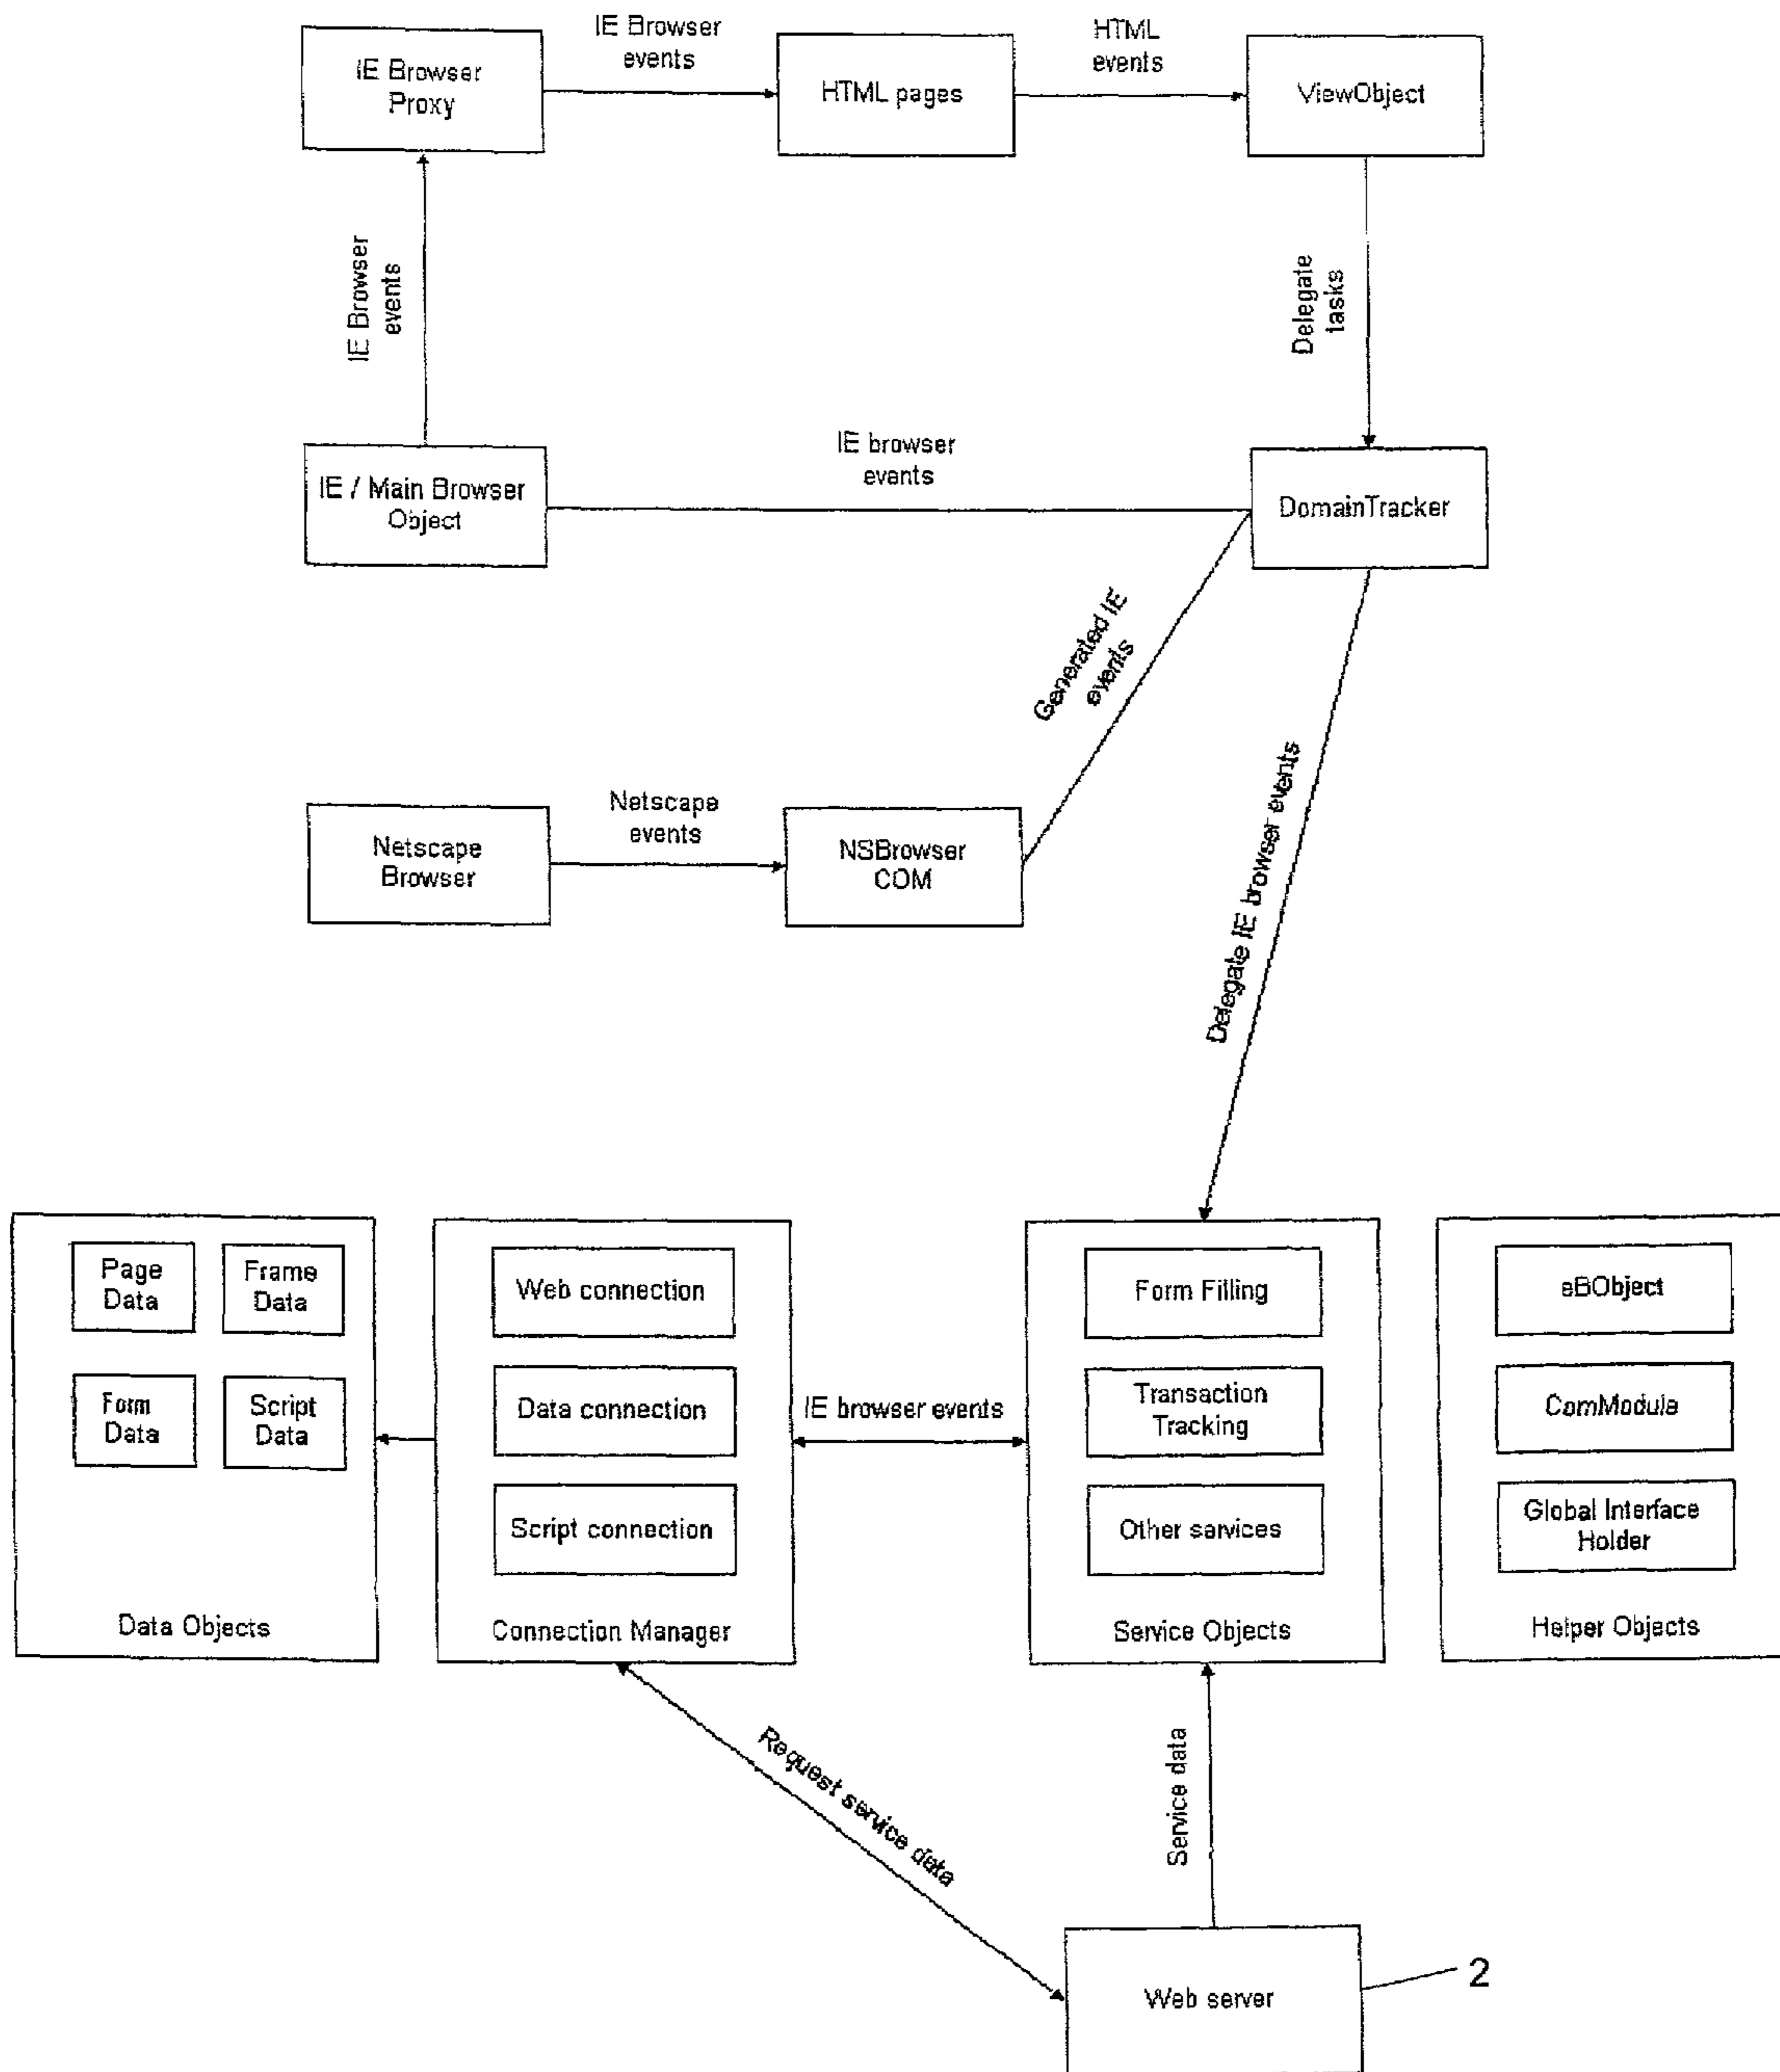 IE Browser
events
HTML
events
IE Browser
Proxy
HTML pages
ViewObject
IE Browser
events
Delegate
tasks
IE browser
events
IE / Main Browser
Object
DomainTracker
Generated IE
events
Netscape
events
Netscape
Browser
NSBrowser
COM
Delegate IE browser events
Page
Data
Frame
Data
Form
Data
Script
Data
Data Objects
Web connection
Data connection
Script connection
Connection Manager
IE browser events
Form Filling
Transaction
Tracking
Other services
Service Objects
eBObject
ComModule
Global Interface
Holder
Helper Objects
Request service data
Service data
Web server
2